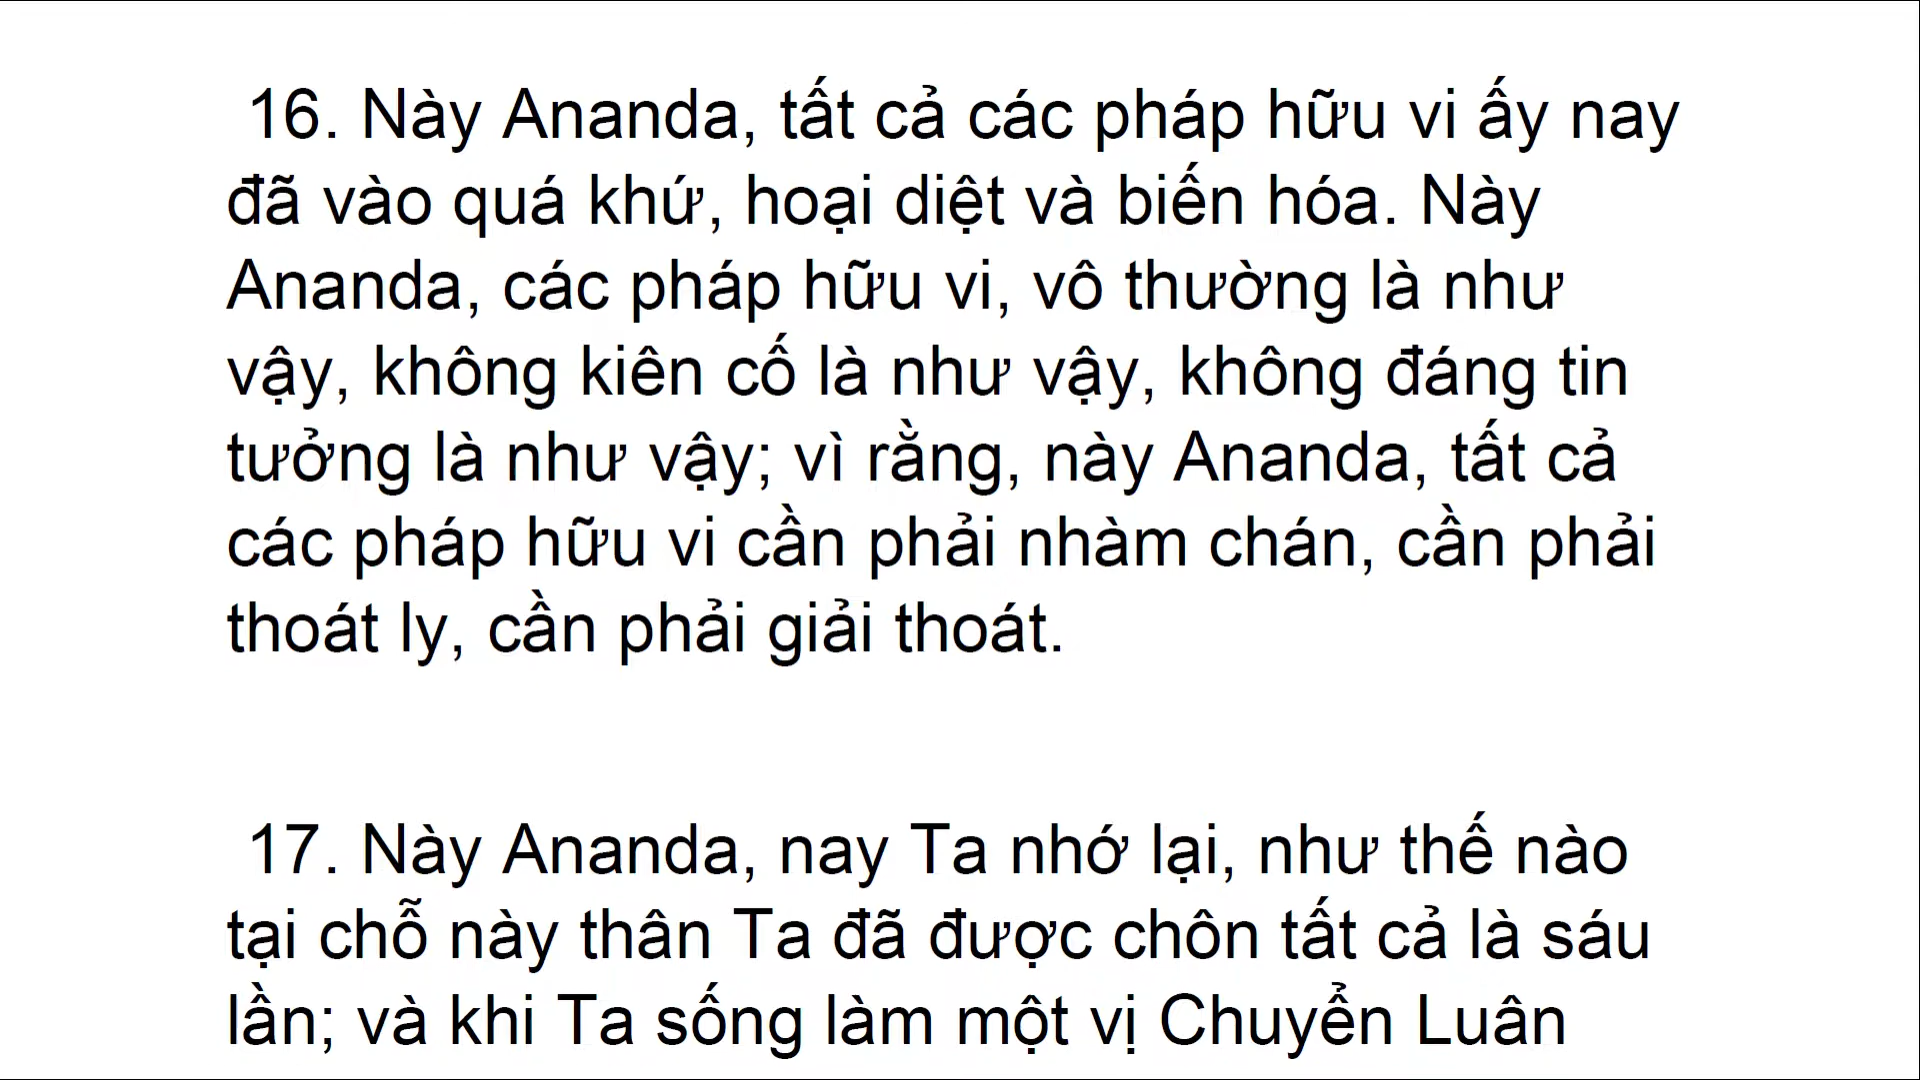 16. Này Ananda, tất cả các pháp hữu vi ấy nay
đã vào quá khứ, hoại diệt và biến hóa. Này
Ananda, các pháp hữu vi, vô thường là như
vậy, không kiên cố là như vậy, không đáng tin
tưởng là như vậy; vì rằng, này Ananda, tất cả
các pháp hữu vi cần phải nhàm chán, cần phải
thoát ly, cần phải giải thoát.
17. Này Ananda, nay Ta nhớ lại, như thế nào
tại chỗ này thân Ta đã được chôn tất cả là sáu
lần; và khi Ta sống làm một vị Chuyển Luân